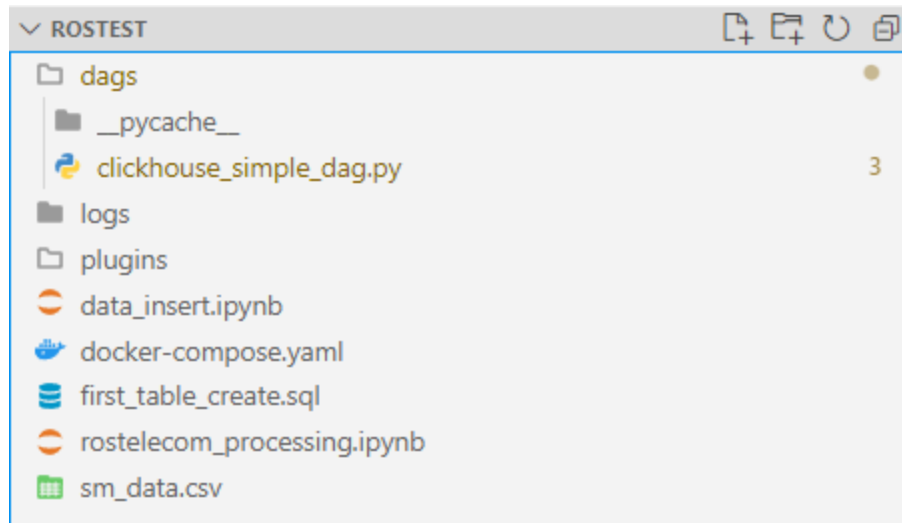 ROSTEST
dags
__pycache__
clickhouse_simple_dag.py 3
logs
plugins
data_insert.ipynb
docker-compose.yaml
first_table_create.sql
rostelecom_processing.ipynb
sm_data.csv